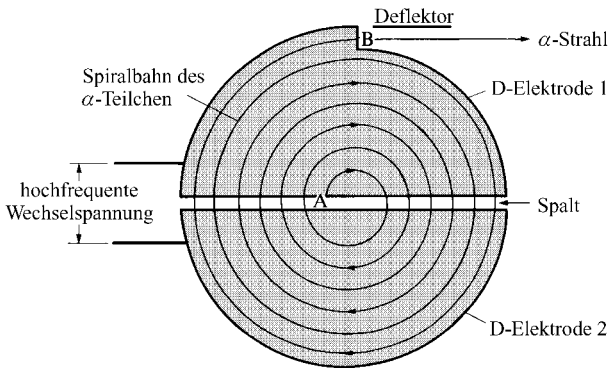 Deflektor
B
α-Strahl
Spiralbahn des
α-Teilchen
D-Elektrode 1
hochfrequente
Wechselspannung
A
Spalt
D-Elektrode 2